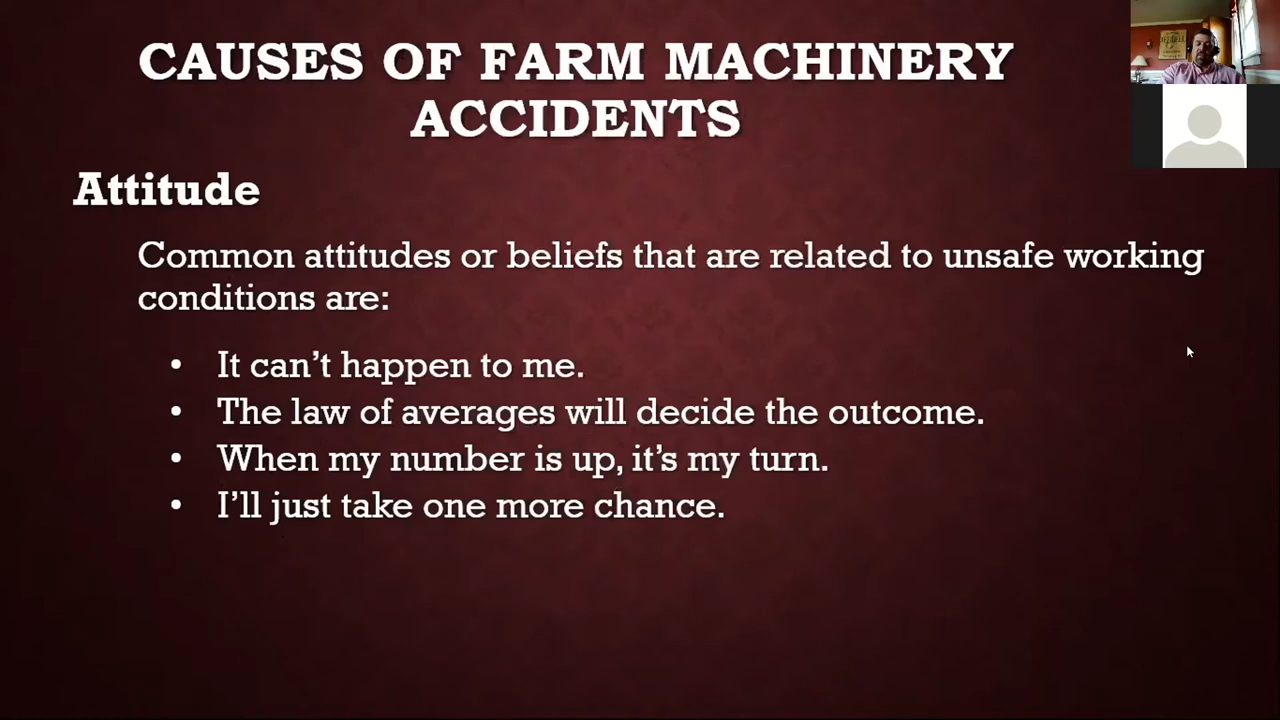 CAUSES OF FARM MACHINERY
ACCIDENTS
Attitude
Common attitudes or beliefs that are related to unsafe working
conditions are:
• It can’t happen to me.
• The law of averages will decide the outcome.
• When my number is up, it’s my turn.
• I’ll just take one more chance.